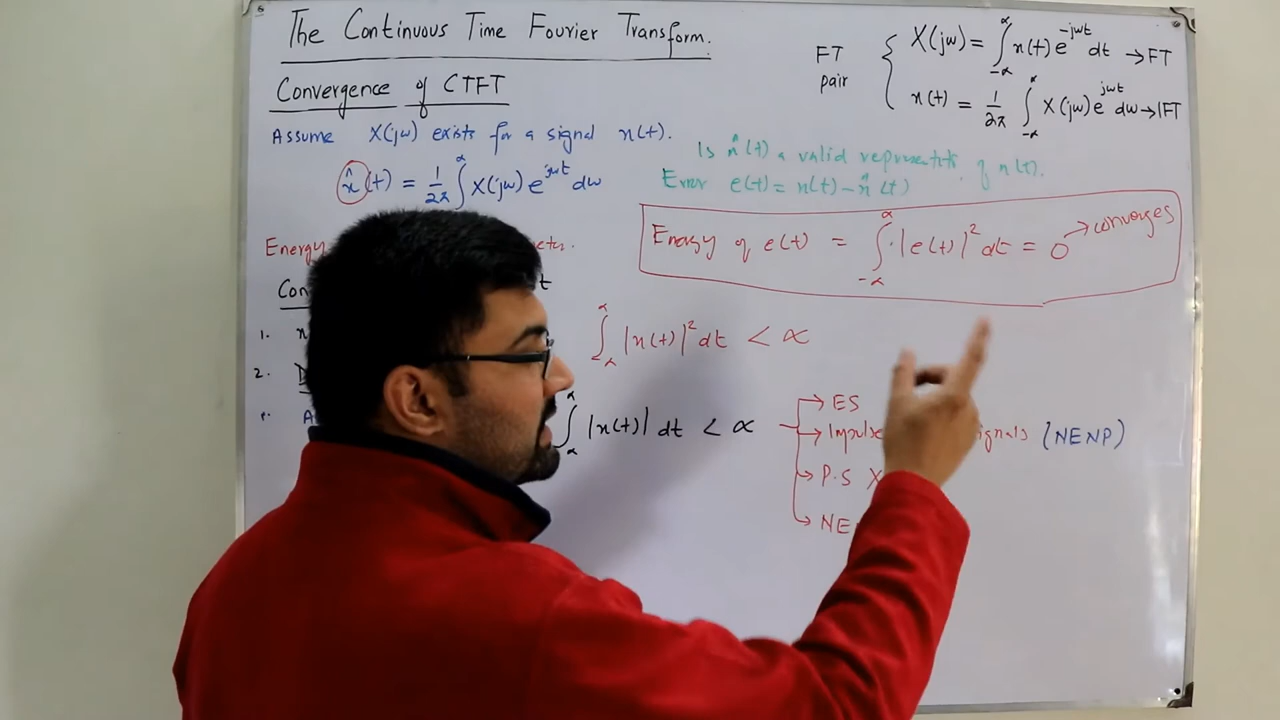 The Continuous Time Fourier Transform.
FT pair { X(jω) = ∫_{-∝}^{∝} x(t) e^{-jωt} dt → FT
x(t) = 1/2π ∫_{-∝}^{∝} X(jω) e^{jωt} dω → IFT
Convergence of CTFT
Assume X(jω) exists for a signal x(t).
x̂(t) = 1/2π ∫^{∝} X(jω) e^{jωt} dω
Is x̂(t) a valid representatn. of x(t).
Error e(t) = x(t) - x̂(t)
Energy of e(t) = ∫_{-∝}^{∝} |e(t)|² dt = 0 → converges
Energy
Con
1.
∫_{-∝}^{∝} |x(t)|² dt < ∝
2.
∫_{-∝}^{∝} |x(t)| dt < ∝
→ ES
→ Impulse signals (NENP)
→ P.S X
→ NE